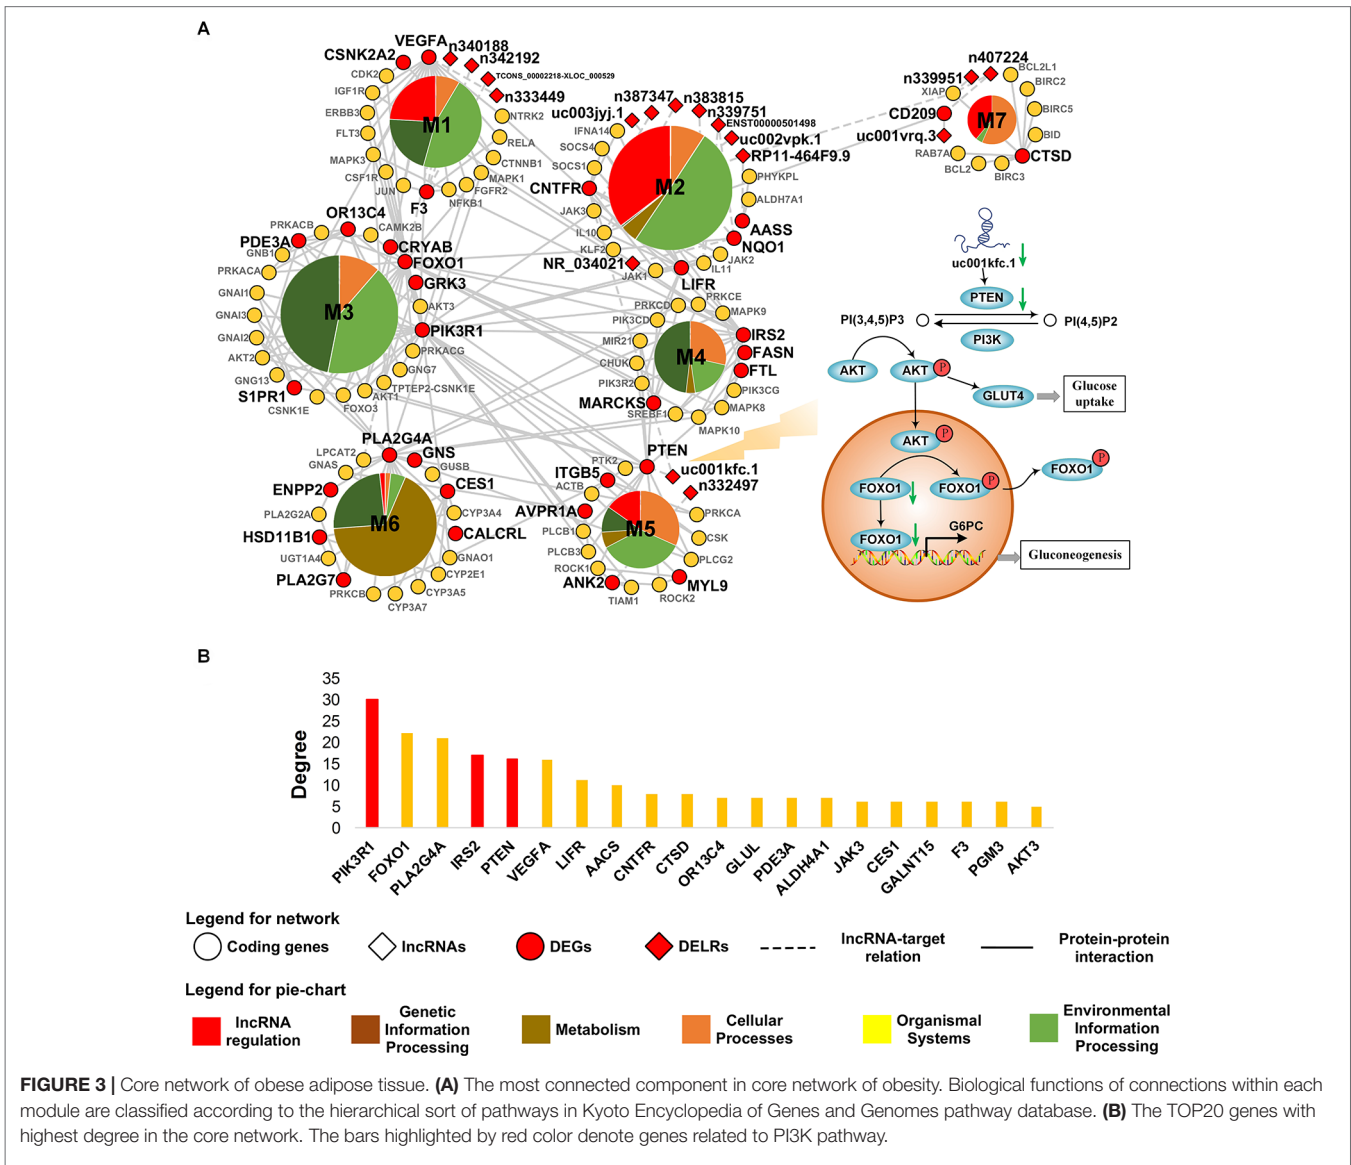 A
VEGFA
n340188
CSNK2A2
n342192
CDK2
TCONS_00002218-XLOC_000529
IGF1R
n333449
ERBB3
NTRK2
FLT3
M1
RELA
MAPK3
CTNNB1
CSF1R
MAPK1
JUN
FGFR2
F3
NFKB1
n387347
n383815
uc003jyj.1
n339751
IFNA14
ENST00000501498
SOCS4
uc002vpk.1
SOCS1
RP11-464F9.9
CNTFR
M2
PHYKPL
JAK3
ALDH7A1
IL10
AASS
KLF2
NQO1
NR_034021
JAK2
JAK1
IL11
LIFR
n407224
n339951
BCL2L1
XIAP
BIRC2
CD209
M7
BIRC5
uc001vrq.3
BID
RAB7A
CTSD
BCL2
BIRC3
OR13C4
PRKACB
CAMK2B
PDE3A
CRYAB
GNB1
FOXO1
PRKACA
GRK3
GNAI1
AKT3
GNAI3
M3
PIK3R1
GNAI2
PRKACG
AKT2
GNG7
GNG13
TPTEP2-CSNK1E
S1PR1
AKT1
CSNK1E
FOXO3
PRKCD
PRKCE
PIK3CD
MAPK9
MIR21
IRS2
CHUK
M4
FASN
PIK3R2
FTL
MARCKS
PIK3CG
SREBF1
MAPK8
MAPK10
PLA2G4A
LPCAT2
GNS
GNAS
GUSB
ENPP2
CES1
PLA2G2A
CYP3A4
HSD11B1
M6
CALCRL
UGT1A4
GNAO1
PLA2G7
CYP2E1
PRKCB
CYP3A5
CYP3A7
PTEN
PTK2
uc001kfc.1
ITGB5
n332497
ACTB
AVPR1A
PRKCA
PLCB1
M5
CSK
PLCB3
PLCG2
ROCK1
ANK2
MYL9
TIAM1
ROCK2
uc001kfc.1
PTEN
PI(3,4,5)P3
PI(4,5)P2
PI3K
AKT
AKT
P
GLUT4
Glucose
uptake
AKT
P
FOXO1
FOXO1
P
FOXO1
P
FOXO1
G6PC
Gluconeogenesis
B
Degree
35
30
25
20
15
10
5
0
PIK3R1
FOXO1
PLA2G4A
IRS2
PTEN
VEGFA
LIFR
AACS
CNTFR
CTSD
OR13C4
GLUL
PDE3A
ALDH4A1
JAK3
CES1
GALNT15
F3
PGM3
AKT3
Legend for network
Coding genes
lncRNAs
DEGs
DELRs
lncRNA-target
relation
Protein-protein
interaction
Legend for pie-chart
lncRNA
regulation
Genetic
Information
Processing
Metabolism
Cellular
Processes
Organismal
Systems
Environmental
Information
Processing
FIGURE 3 | Core network of obese adipose tissue. (A) The most connected component in core network of obesity. Biological functions of connections within each
module are classified according to the hierarchical sort of pathways in Kyoto Encyclopedia of Genes and Genomes pathway database. (B) The TOP20 genes with
highest degree in the core network. The bars highlighted by red color denote genes related to PI3K pathway.